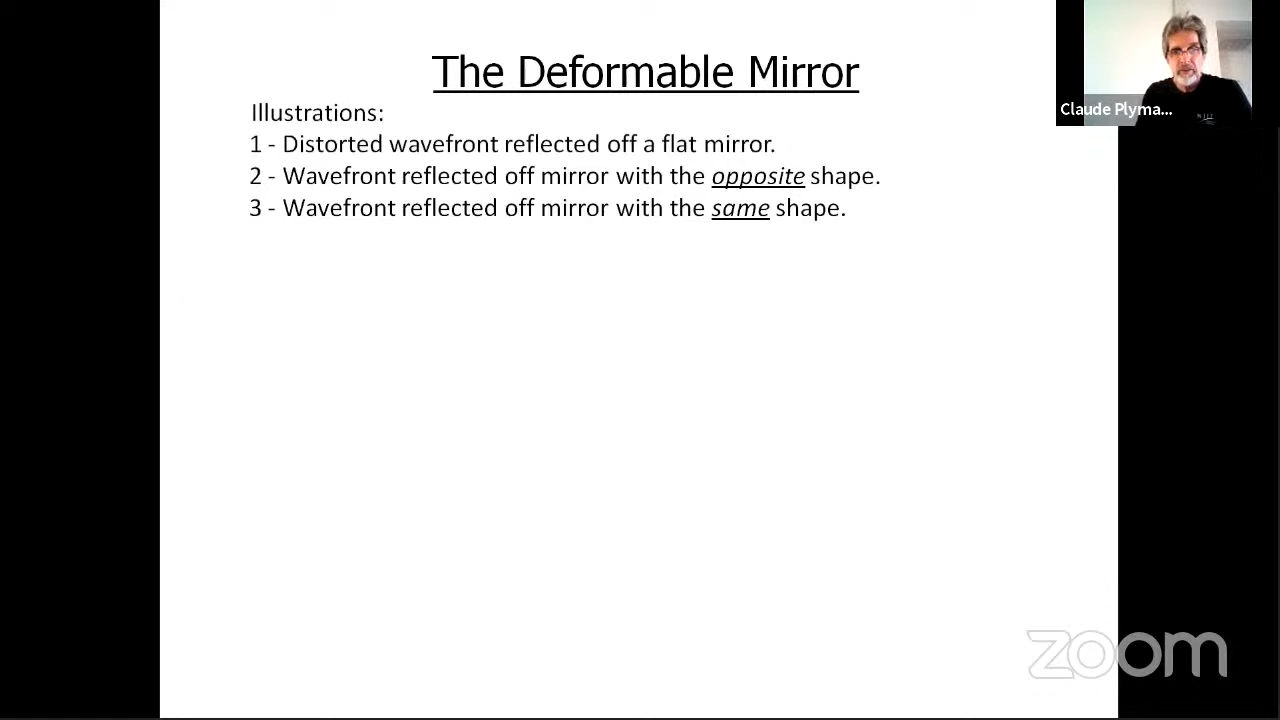 The Deformable Mirror
Illustrations:
1 - Distorted wavefront reflected off a flat mirror.
2 - Wavefront reflected off mirror with the opposite shape.
3 - Wavefront reflected off mirror with the same shape.
Claude Plyma...
zoom